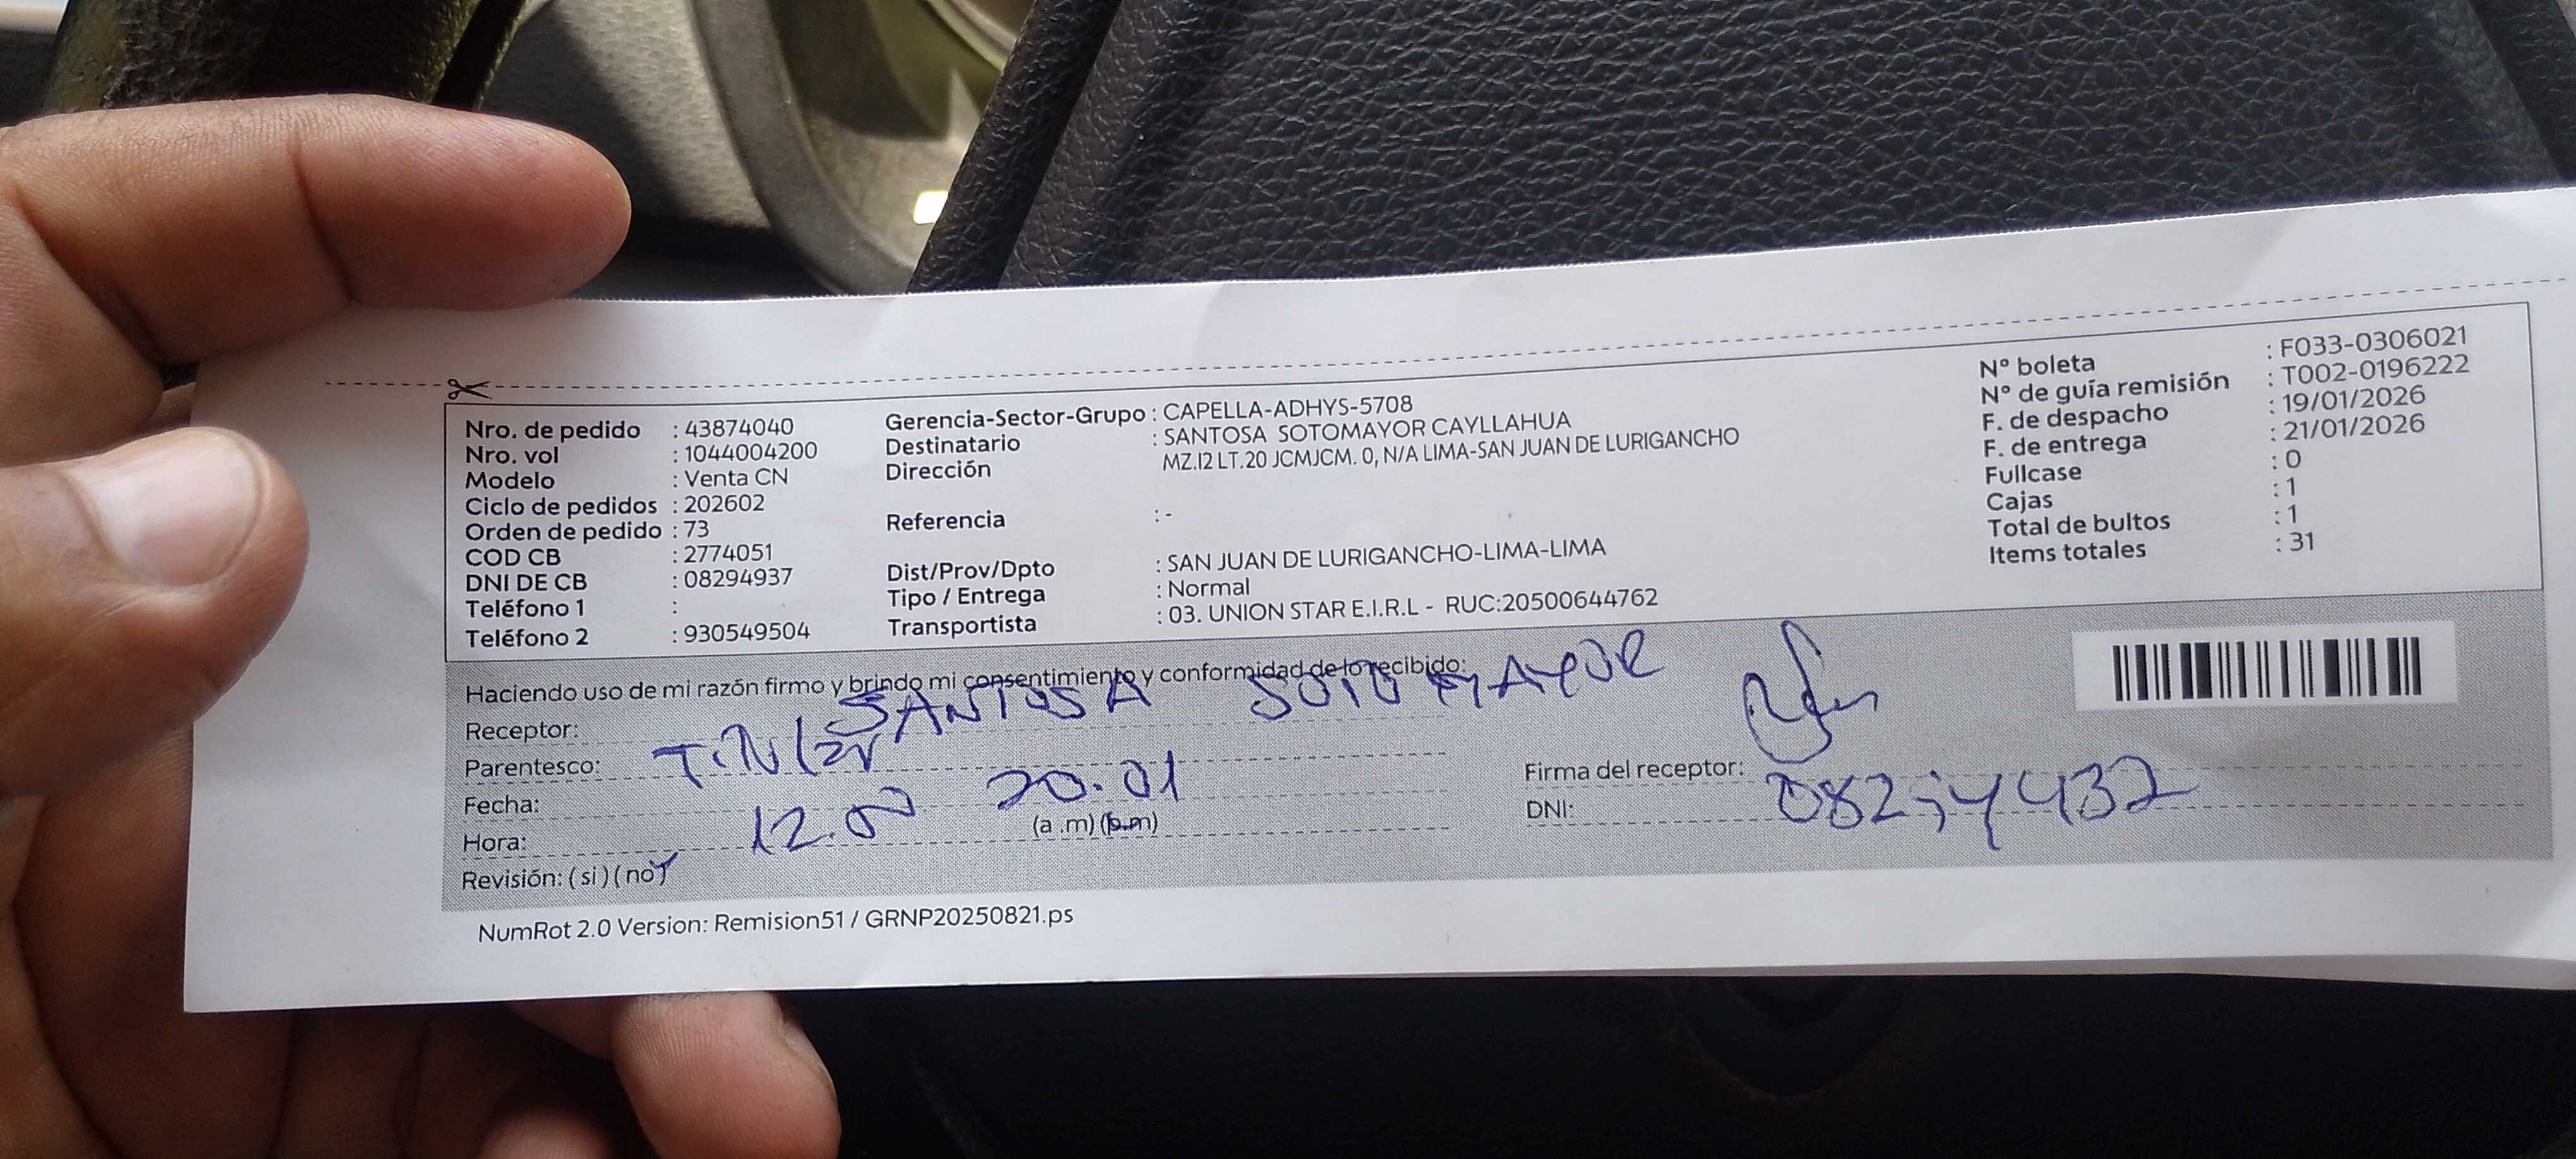 Nro. de pedido : 43874040
Nro. vol : 1044004200
Modelo : Venta CN
Ciclo de pedidos : 202602
Orden de pedido : 73
COD CB : 2774051
DNI DE CB : 08294937
Teléfono 1 :
Teléfono 2 : 930549504
Gerencia-Sector-Grupo : CAPELLA-ADHYS-5708
Destinatario : SANTOSA SOTOMAYOR CAYLLAHUA
Dirección MZ.I2 LT.20 JCMJCM. 0, N/A LIMA-SAN JUAN DE LURIGANCHO
Referencia : -
Dist/Prov/Dpto : SAN JUAN DE LURIGANCHO-LIMA-LIMA
Tipo / Entrega : Normal
Transportista : 03. UNION STAR E.I.R.L - RUC:20500644762
N° boleta : F033-0306021
N° de guía remisión : T002-0196222
F. de despacho : 19/01/2026
F. de entrega : 21/01/2026
Fullcase : 0
Cajas : 1
Total de bultos : 1
Items totales : 31
Haciendo uso de mi razón firmo y brindo mi consentimiento y conformidad de lo recibido:
Receptor: SANTOSA SOTOMAYOR
Parentesco:
Fecha: 20.01
Hora: 12.00 (a .m) (p.m)
Revisión: ( si ) ( no )
Firma del receptor:
DNI:
NumRot 2.0 Version: Remision51 / GRNP20250821.ps